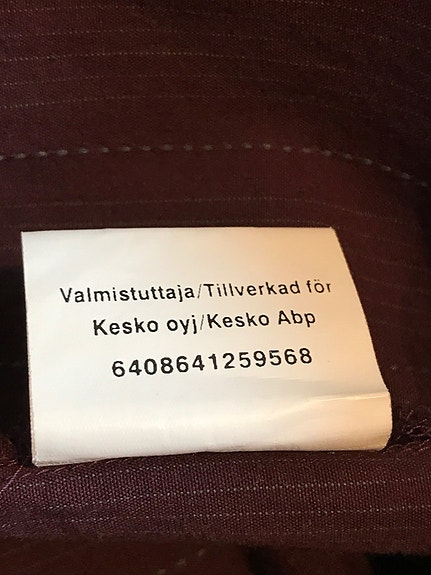 Valmistuttaja/Tillverkad för
Kesko oyj/Kesko Abp
6408641259568